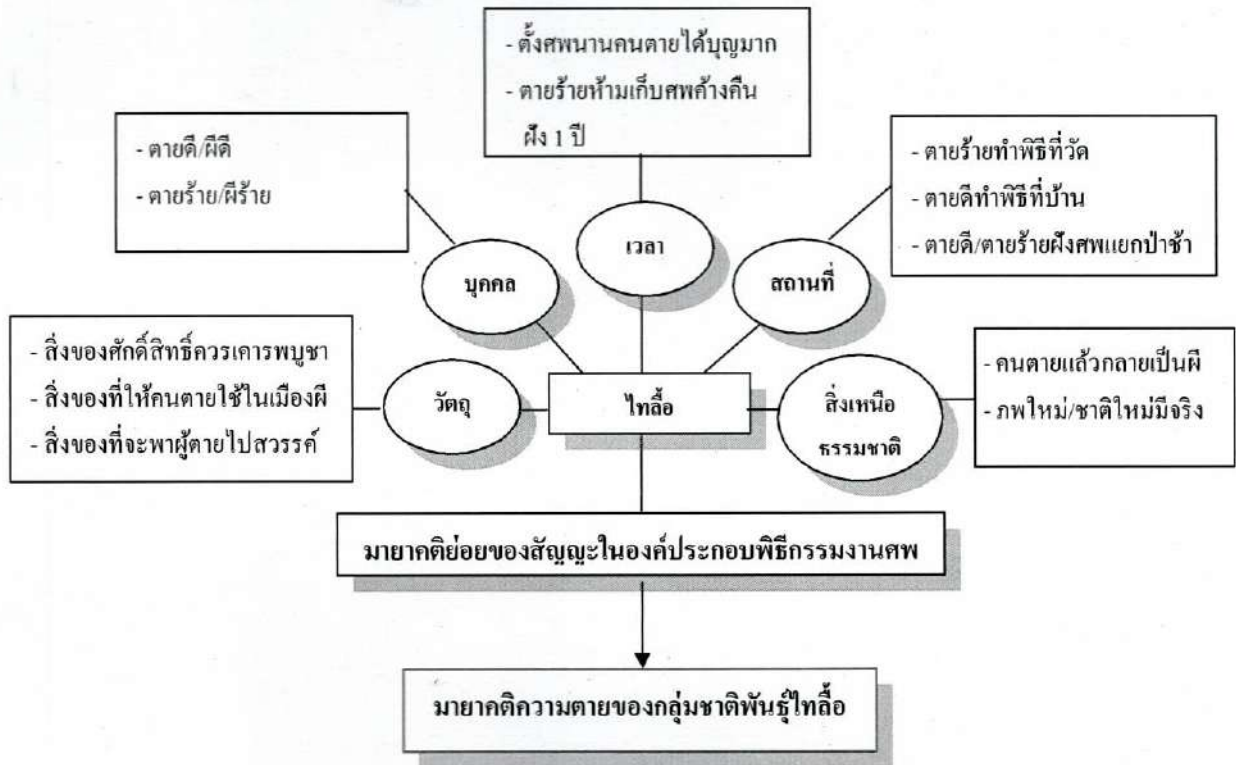 - ตั้งศพนานคนตายได้บุญมาก
- ตายร้ายห้ามเก็บศพค้างคืน
ฝัง 1 ปี
- ตายดี/ผีดี
- ตายร้าย/ผีร้าย
- ตายร้ายทำพิธีที่วัด
- ตายดีทำพิธีที่บ้าน
- ตายดี/ตายร้ายฝังศพแยกป่าช้า
เวลา
บุคคล
สถานที่
- สิ่งของศักดิ์สิทธิ์ควรเคารพบูชา
- สิ่งของที่ให้คนตายใช้ในเมืองผี
- สิ่งของที่จะพาผู้ตายไปสวรรค์
วัตถุ
ไทลื้อ
สิ่งเหนือ
ธรรมชาติ
- คนตายแล้วกลายเป็นผี
- ภพใหม่/ชาติใหม่มีจริง
มายาคติย่อยของสัญญะในองค์ประกอบพิธีกรรมงานศพ
มายาคติความตายของกลุ่มชาติพันธุ์ไทลื้อ